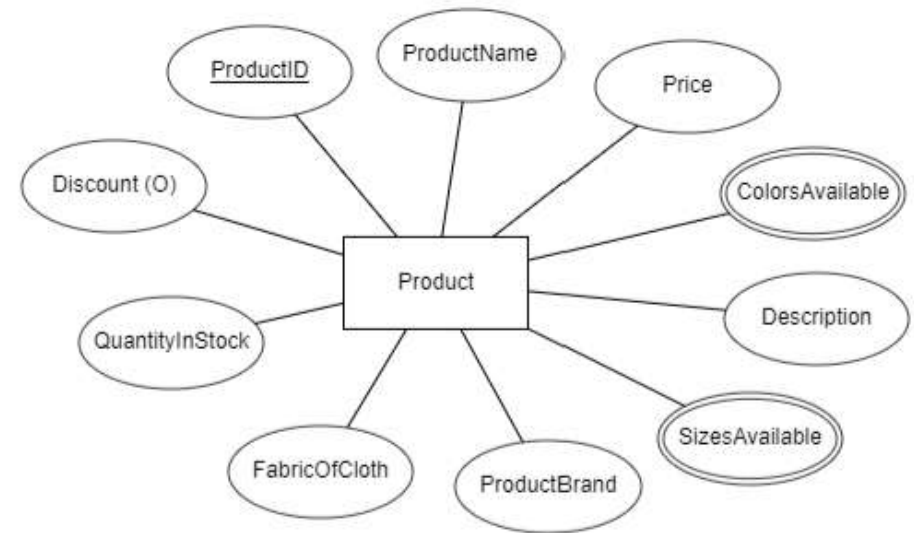 ProductName
ProductID
Price
Discount (O)
ColorsAvailable
Product
Description
QuantityInStock
SizesAvailable
FabricOfCloth
ProductBrand